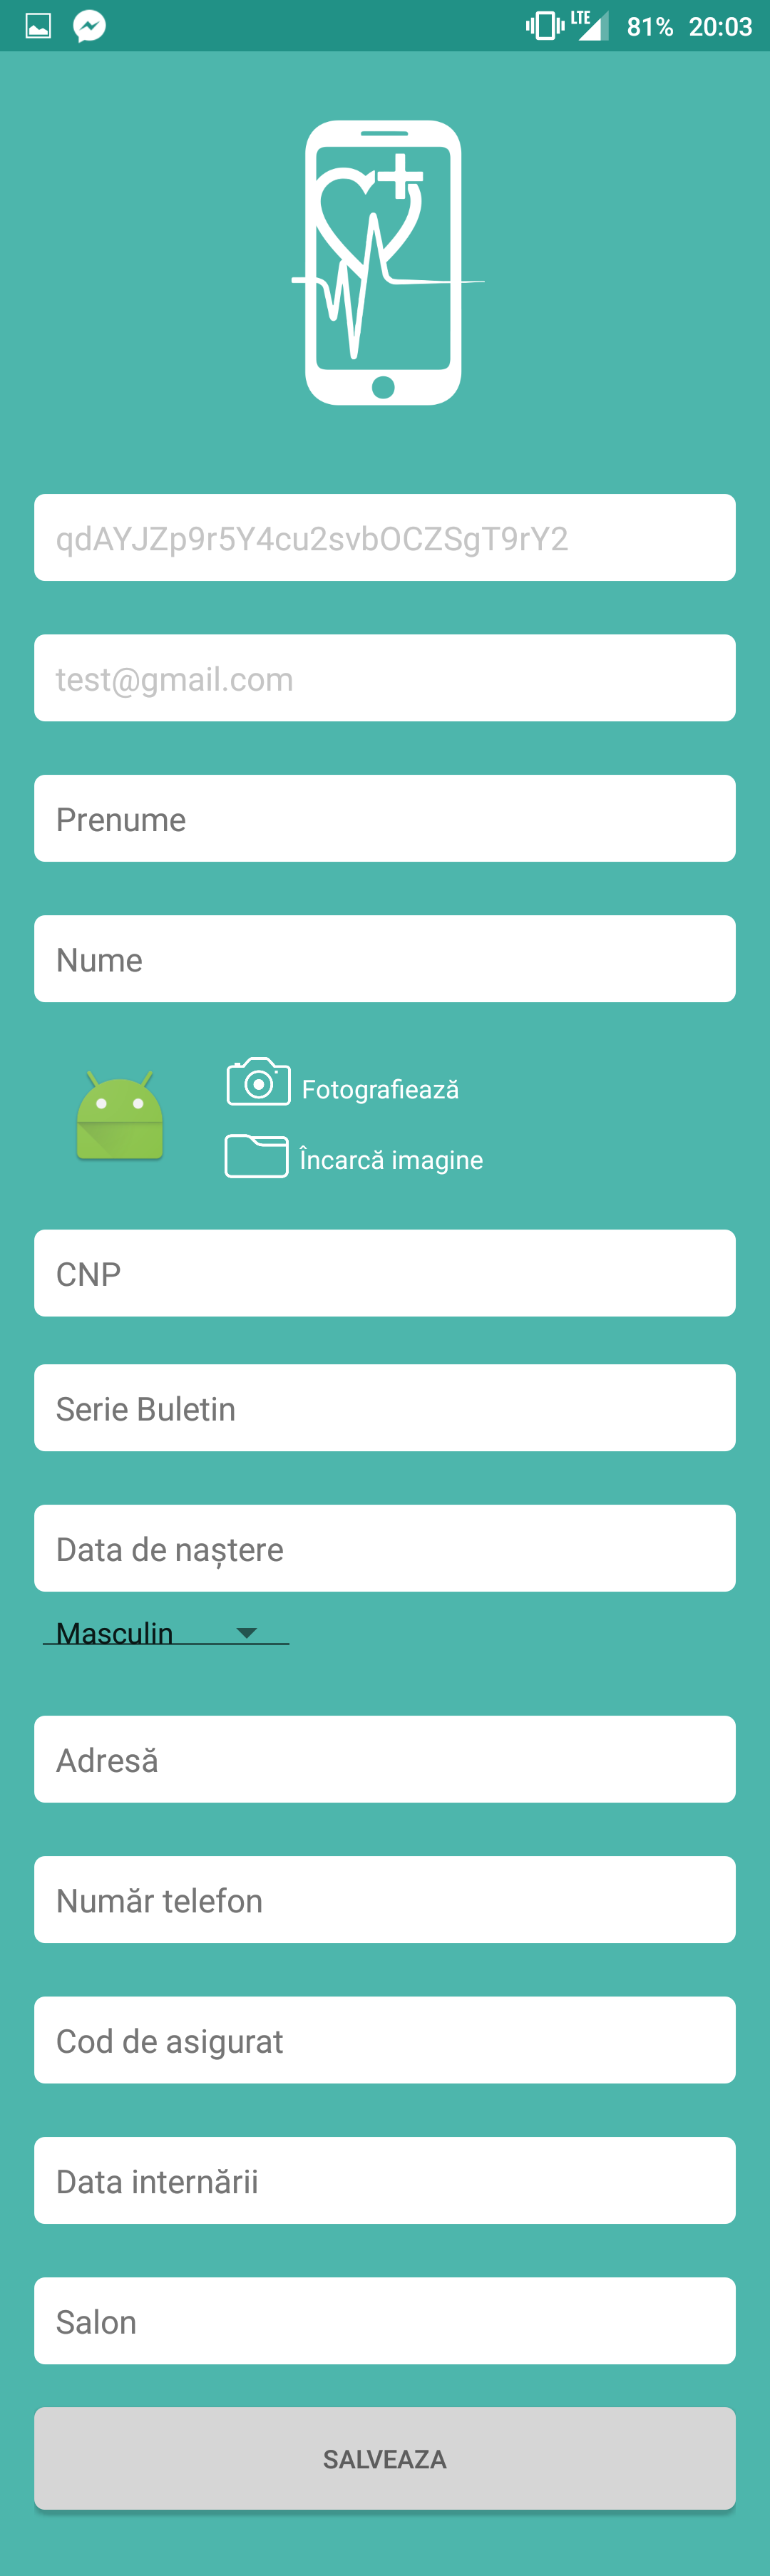 LTE 81% 20:03
qdAYJZp9r5Y4cu2svbOCZSgT9rY2
test@gmail.com
Prenume
Nume
Fotografiează
Încarcă imagine
CNP
Serie Buletin
Data de naștere
Masculin
Adresă
Număr telefon
Cod de asigurat
Data internării
Salon
SALVEAZA